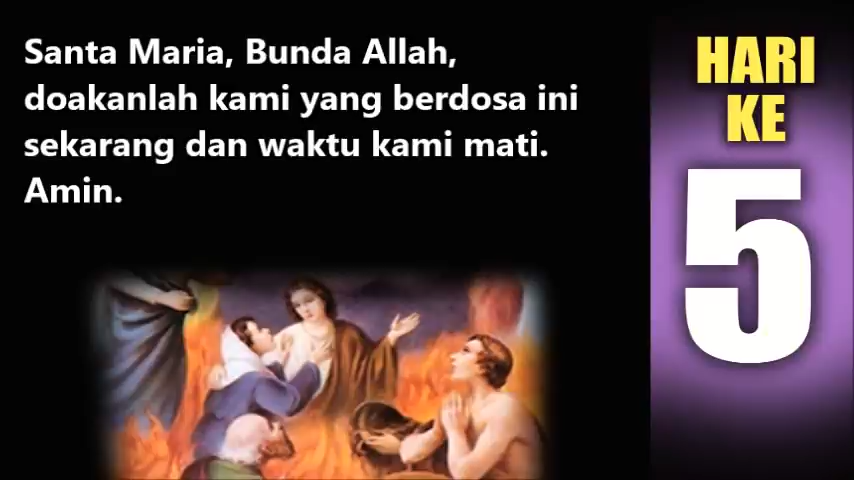 Santa Maria, Bunda Allah,
doakanlah kami yang berdosa ini
sekarang dan waktu kami mati.
Amin.
HARI
KE
5